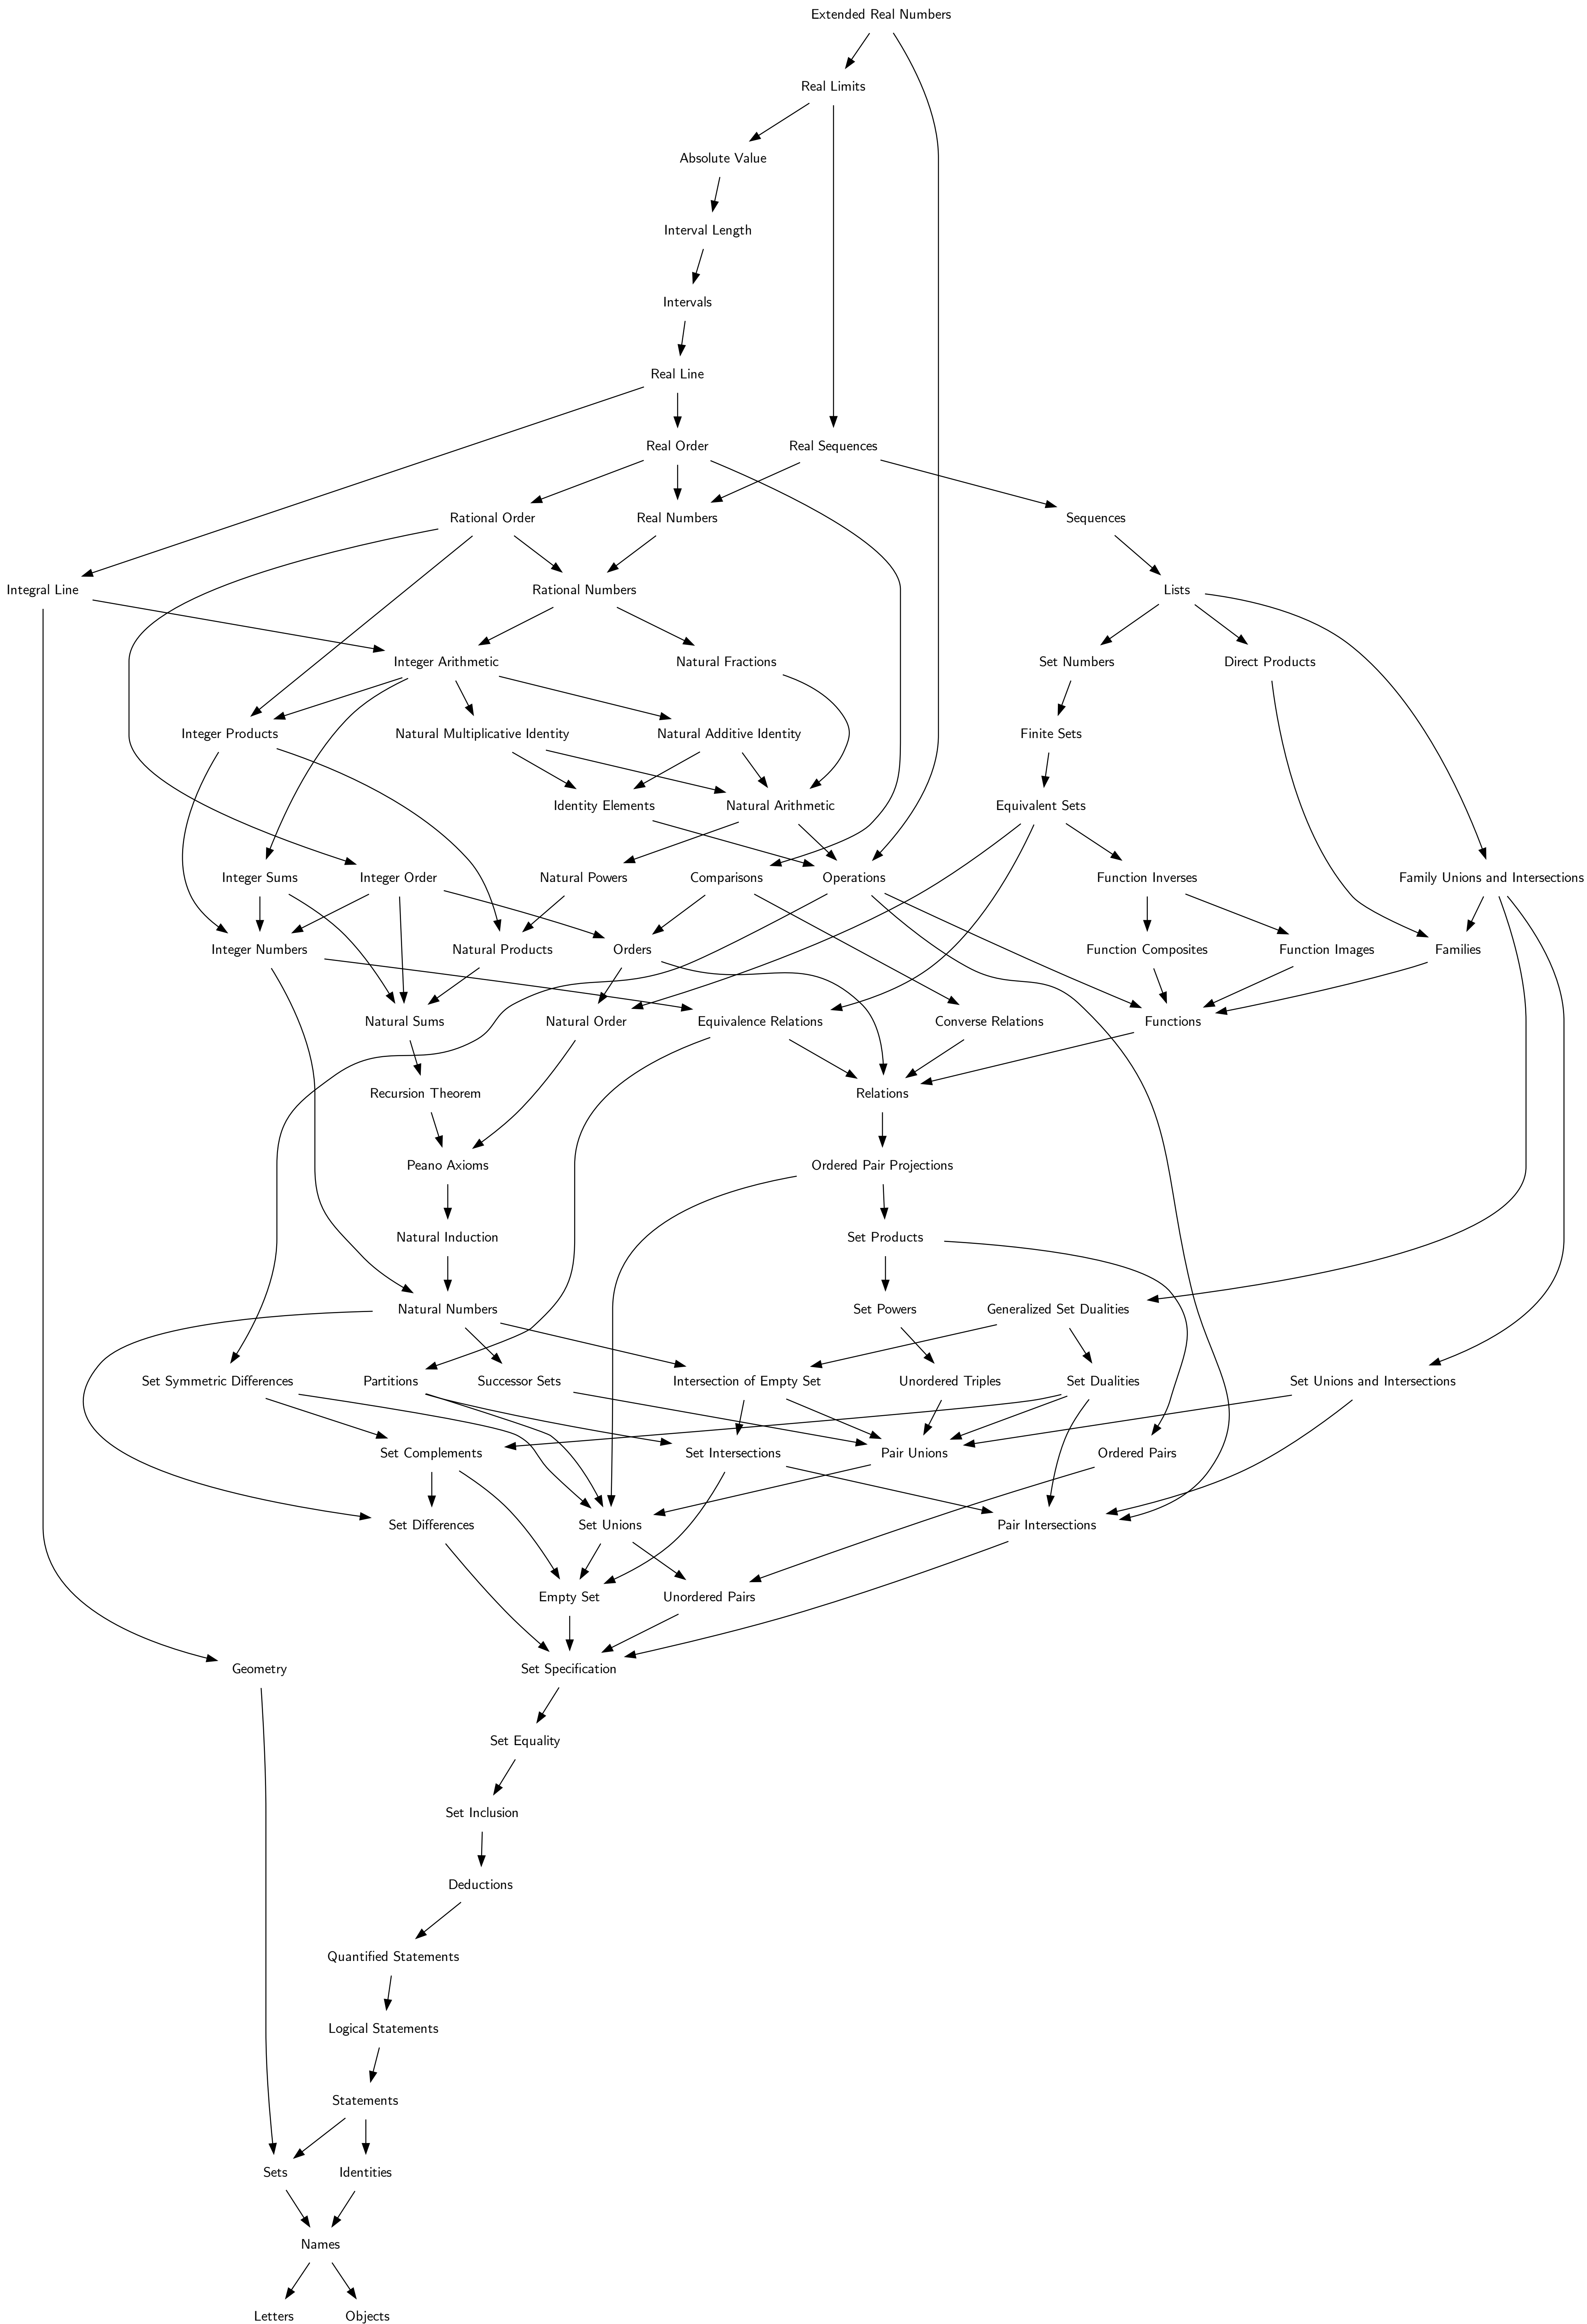 Extended Real Numbers
Real Limits
Absolute Value
Interval Length
Intervals
Real Line
Real Order
Real Sequences
Rational Order
Real Numbers
Sequences
Integral Line
Rational Numbers
Lists
Integer Arithmetic
Natural Fractions
Set Numbers
Direct Products
Integer Products
Natural Multiplicative Identity
Natural Additive Identity
Finite Sets
Identity Elements
Natural Arithmetic
Equivalent Sets
Integer Sums
Integer Order
Natural Powers
Comparisons
Operations
Function Inverses
Family Unions and Intersections
Integer Numbers
Natural Products
Orders
Function Composites
Function Images
Families
Natural Sums
Natural Order
Equivalence Relations
Converse Relations
Functions
Recursion Theorem
Relations
Peano Axioms
Ordered Pair Projections
Natural Induction
Set Products
Natural Numbers
Set Powers
Generalized Set Dualities
Set Symmetric Differences
Partitions
Successor Sets
Intersection of Empty Set
Unordered Triples
Set Dualities
Set Unions and Intersections
Set Complements
Set Intersections
Pair Unions
Ordered Pairs
Set Differences
Set Unions
Pair Intersections
Empty Set
Unordered Pairs
Geometry
Set Specification
Set Equality
Set Inclusion
Deductions
Quantified Statements
Logical Statements
Statements
Sets
Identities
Names
Letters
Objects